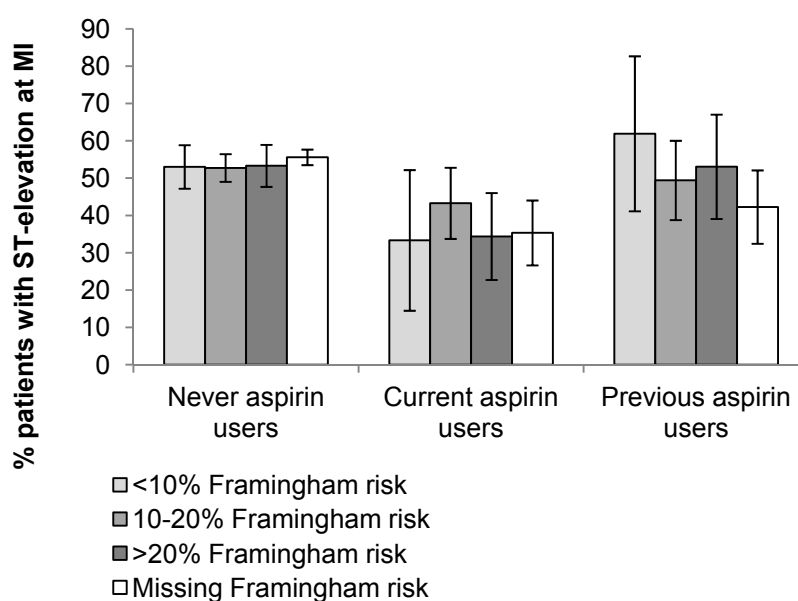 % patients with ST-elevation at MI
90
80
70
60
50
40
30
20
10
0
Never aspirin
users
Current aspirin
users
Previous aspirin
users
<10% Framingham risk
10-20% Framingham risk
>20% Framingham risk
Missing Framingham risk